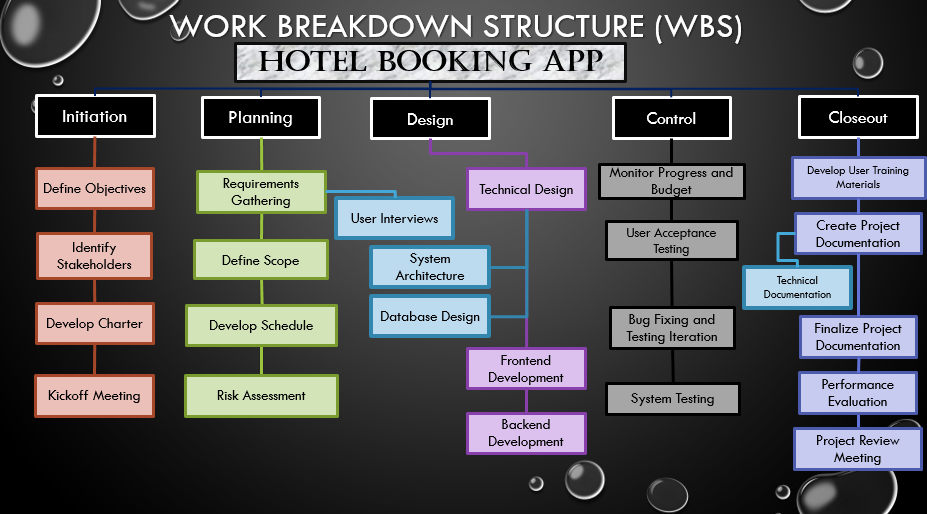 WORK BREAKDOWN STRUCTURE (WBS)
HOTEL BOOKING APP
Initiation
Define Objectives
Identify
Stakeholders
Develop Charter
Kickoff Meeting
Planning
Requirements
Gathering
User Interviews
Define Scope
Develop Schedule
Risk Assessment
Design
Technical Design
System
Architecture
Database Design
Frontend
Development
Backend
Development
Control
Monitor Progress and
Budget
User Acceptance
Testing
Bug Fixing and
Testing Iteration
System Testing
Closeout
Develop User Training
Materials
Create Project
Documentation
Technical
Documentation
Finalize Project
Documentation
Performance
Evaluation
Project Review
Meeting